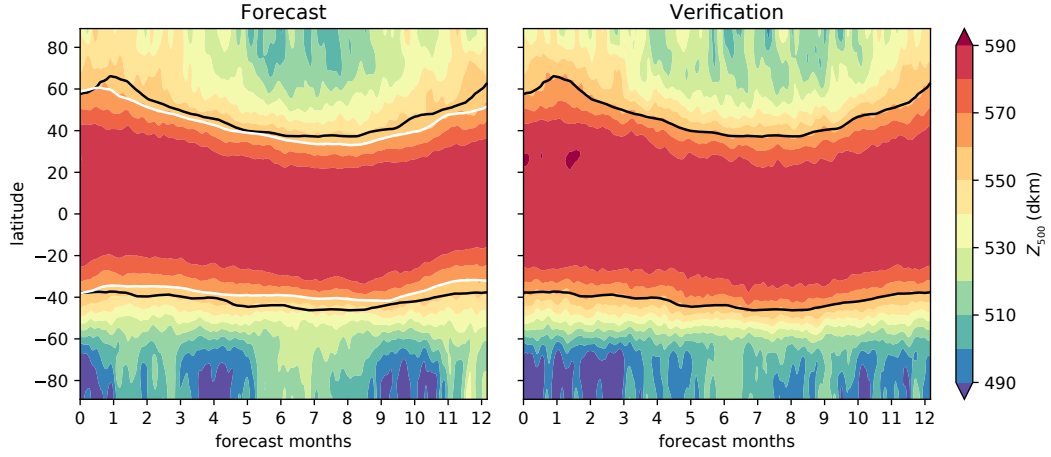 Forecast
Verification
latitude
80
60
40
20
0
−20
−40
−60
−80
0 1 2 3 4 5 6 7 8 9 10 11 12
forecast months
0 1 2 3 4 5 6 7 8 9 10 11 12
forecast months
590
570
550
530
510
490
Z500 (dkm)